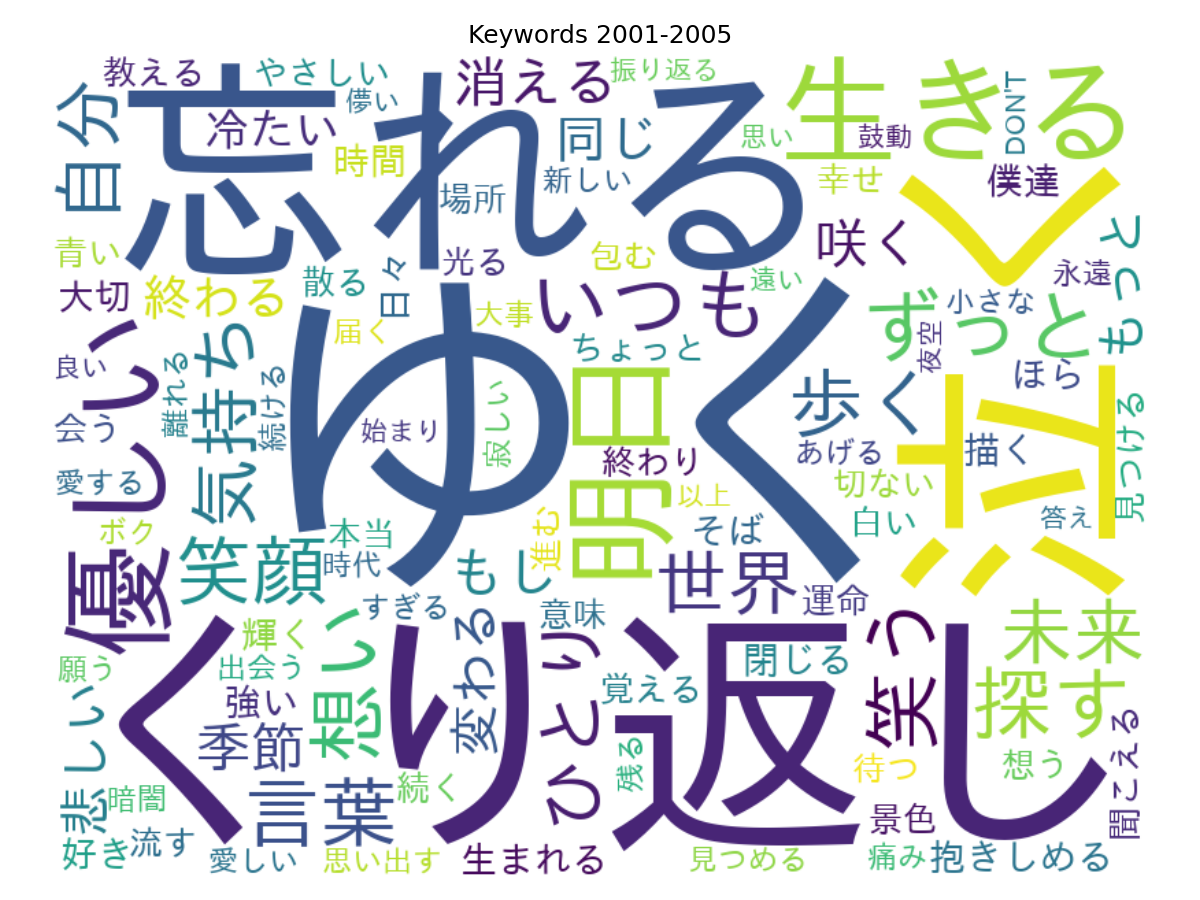 Keywords 2001-2005
教える
やさしい
儚い
消える
振り返る
生きる
DON'T
自分
忘れる
冷たい
時間
同じ
思い
鼓動
場所
新しい
幸せ
僕達
青い
大切
終わる
散る
日々
光る
包む
遠い
咲く
永遠
もっと
いつも
ずっと
小さな
夜空
届く
大事
ちょっと
良い
優しい
離れる
気持ち
続ける
ゆく
始まり
寂しい
明日
終わり
歩く
ほら
あげる
描く
泣く
見つける
会う
愛する
ボク
本当
時代
進む
以上
そば
切ない
白い
答え
笑顔
もし
世界
運命
すぎる
意味
輝く
出会う
願う
想い
変わる
ひとり
くり返し
覚える
閉じる
笑う
未来
探す
悲しい
強い
季節
言葉
続く
残る
待つ
想う
聞こえる
暗闇
好き
流す
愛しい
思い出す
生まれる
見つめる
景色
痛み
抱きしめる